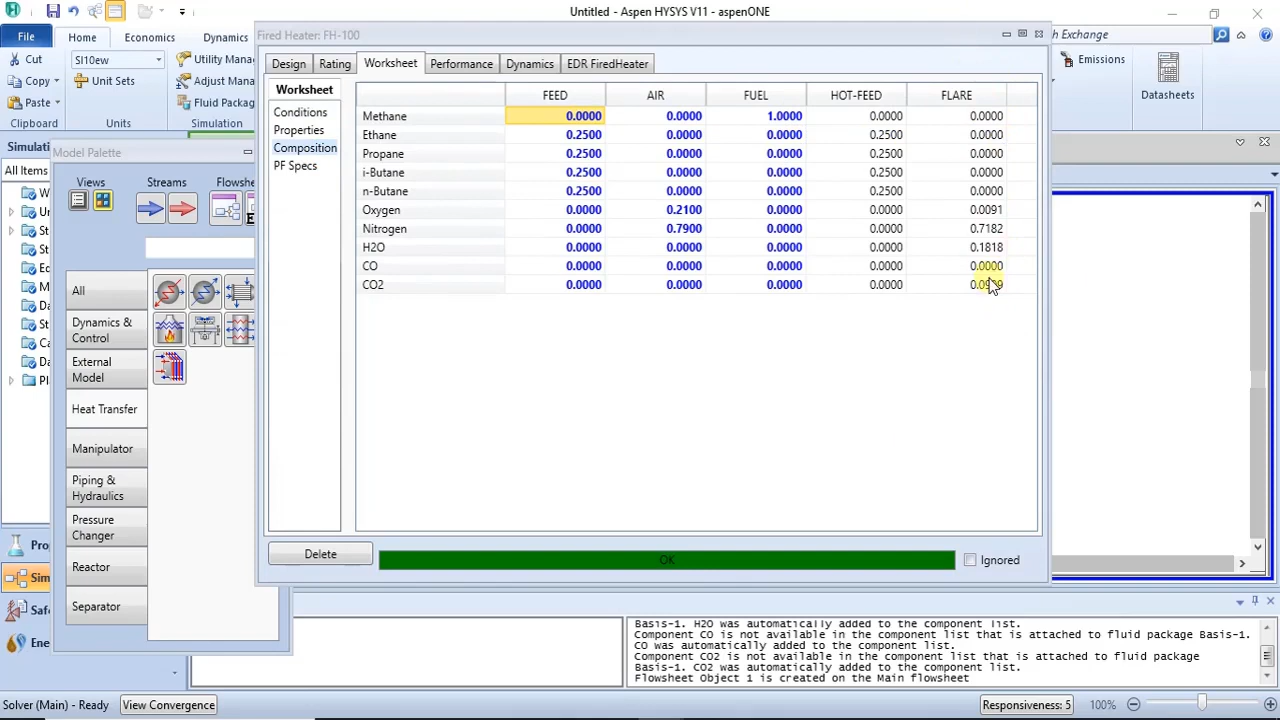 Untitled - Aspen HYSYS V11 - aspenONE
File Home Economics Dynamics h Exchange
Cut SI10ew Utility Mana Emissions
Copy Unit Sets Adjust Mana
Paste Fluid Packag Datasheets
Clipboard Units Simulation
Fired Heater: FH-100
Design Rating Worksheet Performance Dynamics EDR FiredHeater
Worksheet
Conditions
Properties
Composition
PF Specs
FEED AIR FUEL HOT-FEED FLARE
Methane 0.0000 0.0000 1.0000 0.0000 0.0000
Ethane 0.2500 0.0000 0.0000 0.2500 0.0000
Propane 0.2500 0.0000 0.0000 0.2500 0.0000
i-Butane 0.2500 0.0000 0.0000 0.2500 0.0000
n-Butane 0.2500 0.0000 0.0000 0.2500 0.0000
Oxygen 0.0000 0.2100 0.0000 0.0000 0.0091
Nitrogen 0.0000 0.7900 0.0000 0.0000 0.7182
H2O 0.0000 0.0000 0.0000 0.0000 0.1818
CO 0.0000 0.0000 0.0000 0.0000 0.0000
CO2 0.0000 0.0000 0.0000 0.0000
Delete OK Ignored
Simulati
All Items
Model Palette
Views Streams Flowshe
All
Dynamics & Control
External Model
Heat Transfer
Manipulator
Piping & Hydraulics
Pressure Changer
Reactor
Separator
Pro
Sim
Safe
Ene
Basis-1. H2O was automatically added to the component list.
Component CO is not available in the component list that is attached to fluid package Basis-1.
CO was automatically added to the component list.
Component CO2 is not available in the component list that is attached to fluid package
Basis-1. CO2 was automatically added to the component list.
Flowsheet Object 1 is created on the Main flowsheet
Solver (Main) - Ready View Convergence Responsiveness: 5 100%